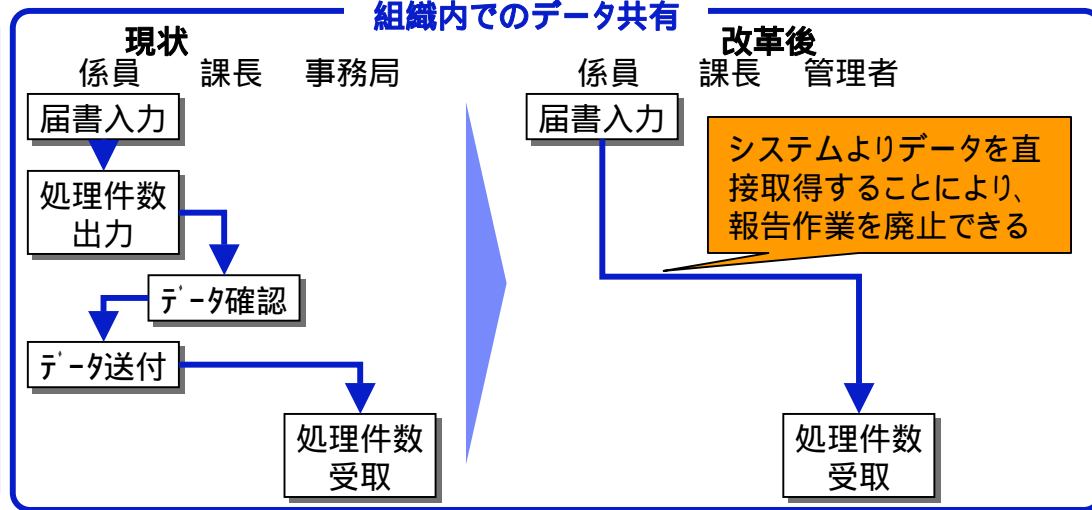 組織内でのデータ共有
現状
係員 課長 事務局
届書入力
処理件数
出力
ﾃﾞｰﾀ確認
ﾃﾞｰﾀ送付
処理件数
受取
改革後
係員 課長 管理者
届書入力
システムよりデータを直
接取得することにより、
報告作業を廃止できる
処理件数
受取